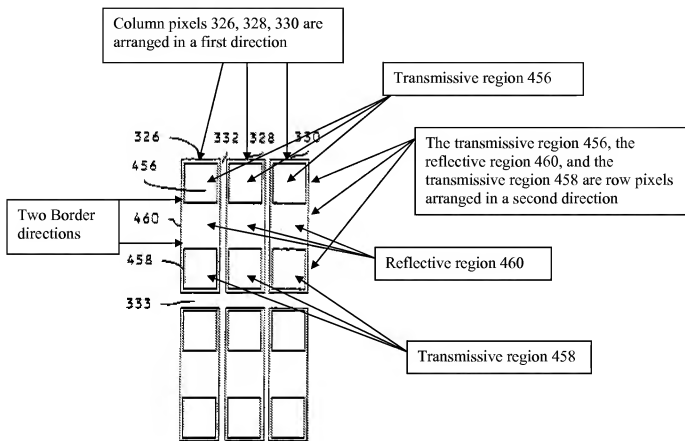 Column pixels 326, 328, 330 are
arranged in a first direction
Transmissive region 456
326
332
328
330
The transmissive region 456, the
reflective region 460, and the
transmissive region 458 are row pixels
arranged in a second direction
456
Two Border
directions
460
Reflective region 460
458
333
Transmissive region 458